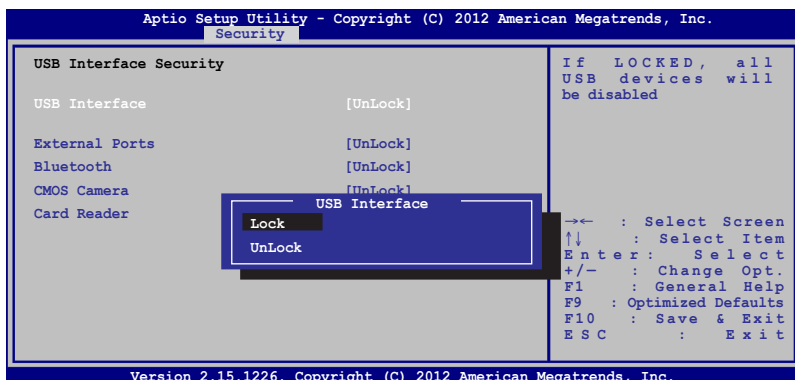 Aptio Setup Utility - Copyright (C) 2012 American Megatrends, Inc.
Security
USB Interface Security
USB Interface [UnLock]
External Ports [UnLock]
Bluetooth [UnLock]
CMOS Camera [UnLock]
Card Reader
USB Interface
Lock
UnLock
If LOCKED, all
USB devices will
be disabled
→← : Select Screen
↑↓ : Select Item
Enter: Select
+/— : Change Opt.
F1 : General Help
F9 : Optimized Defaults
F10 : Save & Exit
ESC : Exit
Version 2.15.1226. Copyright (C) 2012 American Megatrends, Inc.